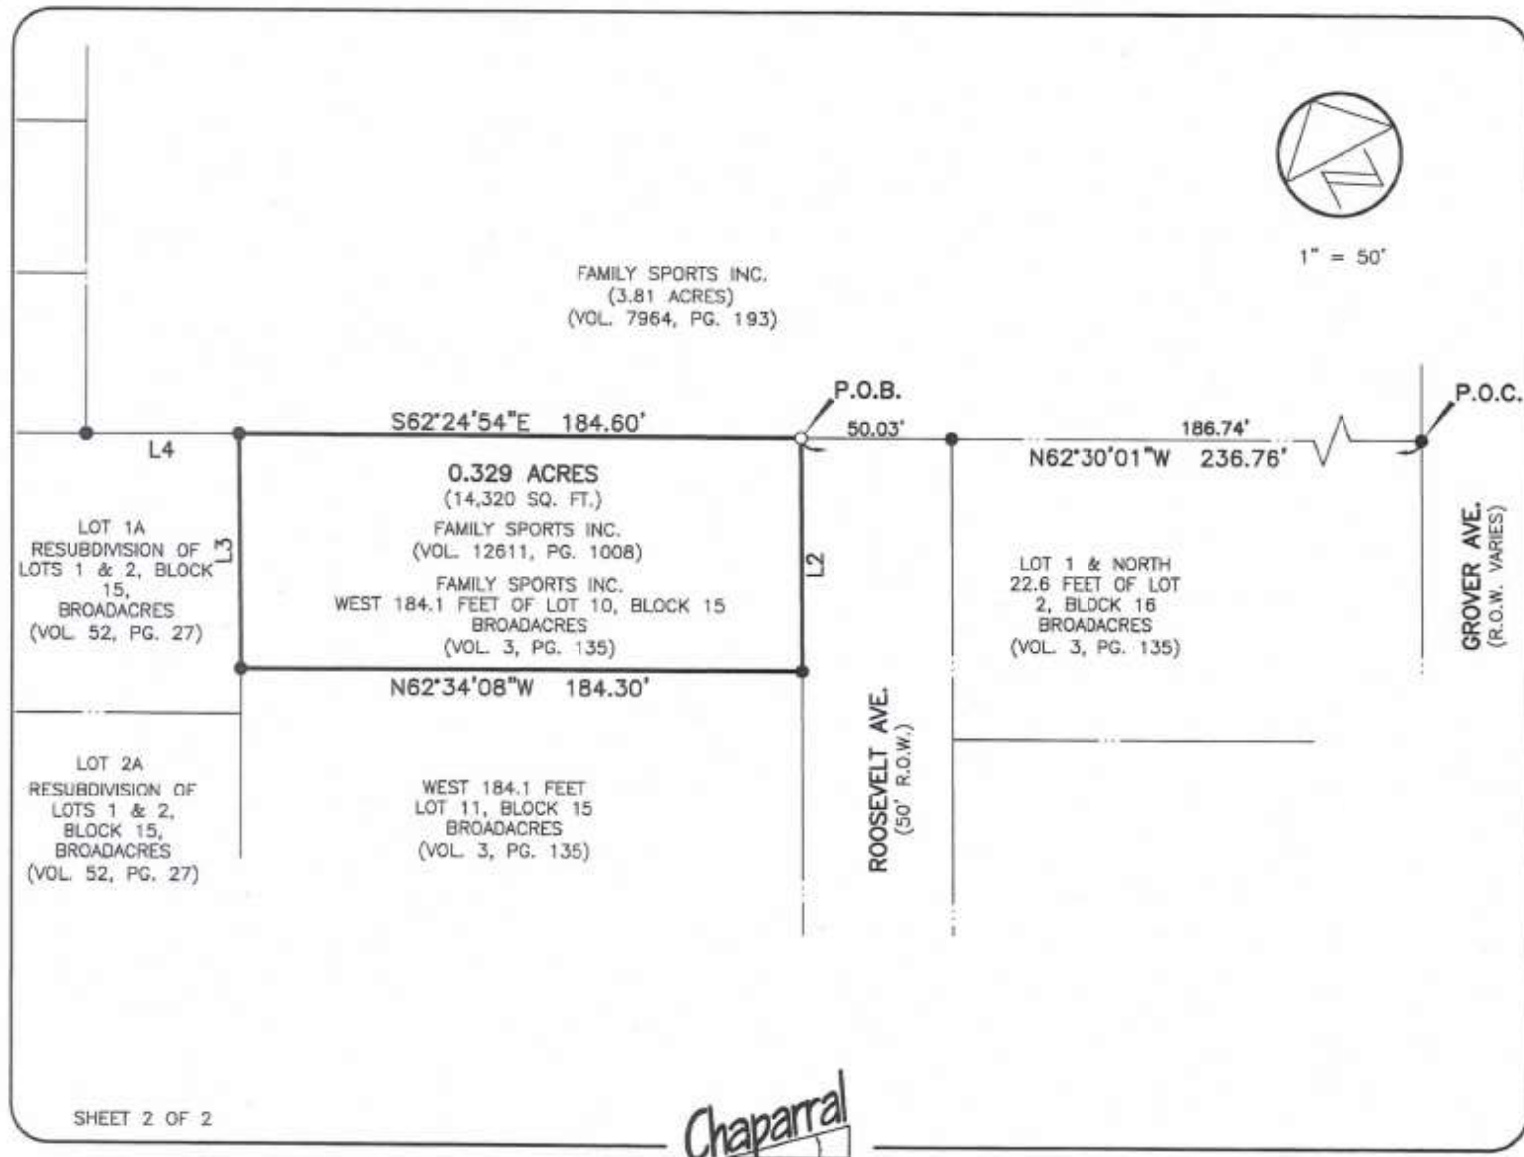 1" = 50'
FAMILY SPORTS INC.
(3.81 ACRES)
(VOL. 7964, PG. 193)
P.O.B.
P.O.C.
S62°24'54"E 184.60'
50.03'
186.74'
N62°30'01"W 236.76'
L4
0.329 ACRES
(14,320 SQ. FT.)
FAMILY SPORTS INC.
(VOL. 12611, PG. 1008)
FAMILY SPORTS INC.
WEST 184.1 FEET OF LOT 10, BLOCK 15
BROADACRES
(VOL. 3, PG. 135)
L3
L2
LOT 1A
RESUBDIVISION OF
LOTS 1 & 2, BLOCK
15,
BROADACRES
(VOL. 52, PG. 27)
LOT 1 & NORTH
22.6 FEET OF LOT
2, BLOCK 16
BROADACRES
(VOL. 3, PG. 135)
GROVER AVE.
(R.O.W. VARIES)
N62°34'08"W 184.30'
ROOSEVELT AVE.
(50' R.O.W.)
LOT 2A
RESUBDIVISION OF
LOTS 1 & 2,
BLOCK 15,
BROADACRES
(VOL. 52, PG. 27)
WEST 184.1 FEET
LOT 11, BLOCK 15
BROADACRES
(VOL. 3, PG. 135)
SHEET 2 OF 2
Chaparral